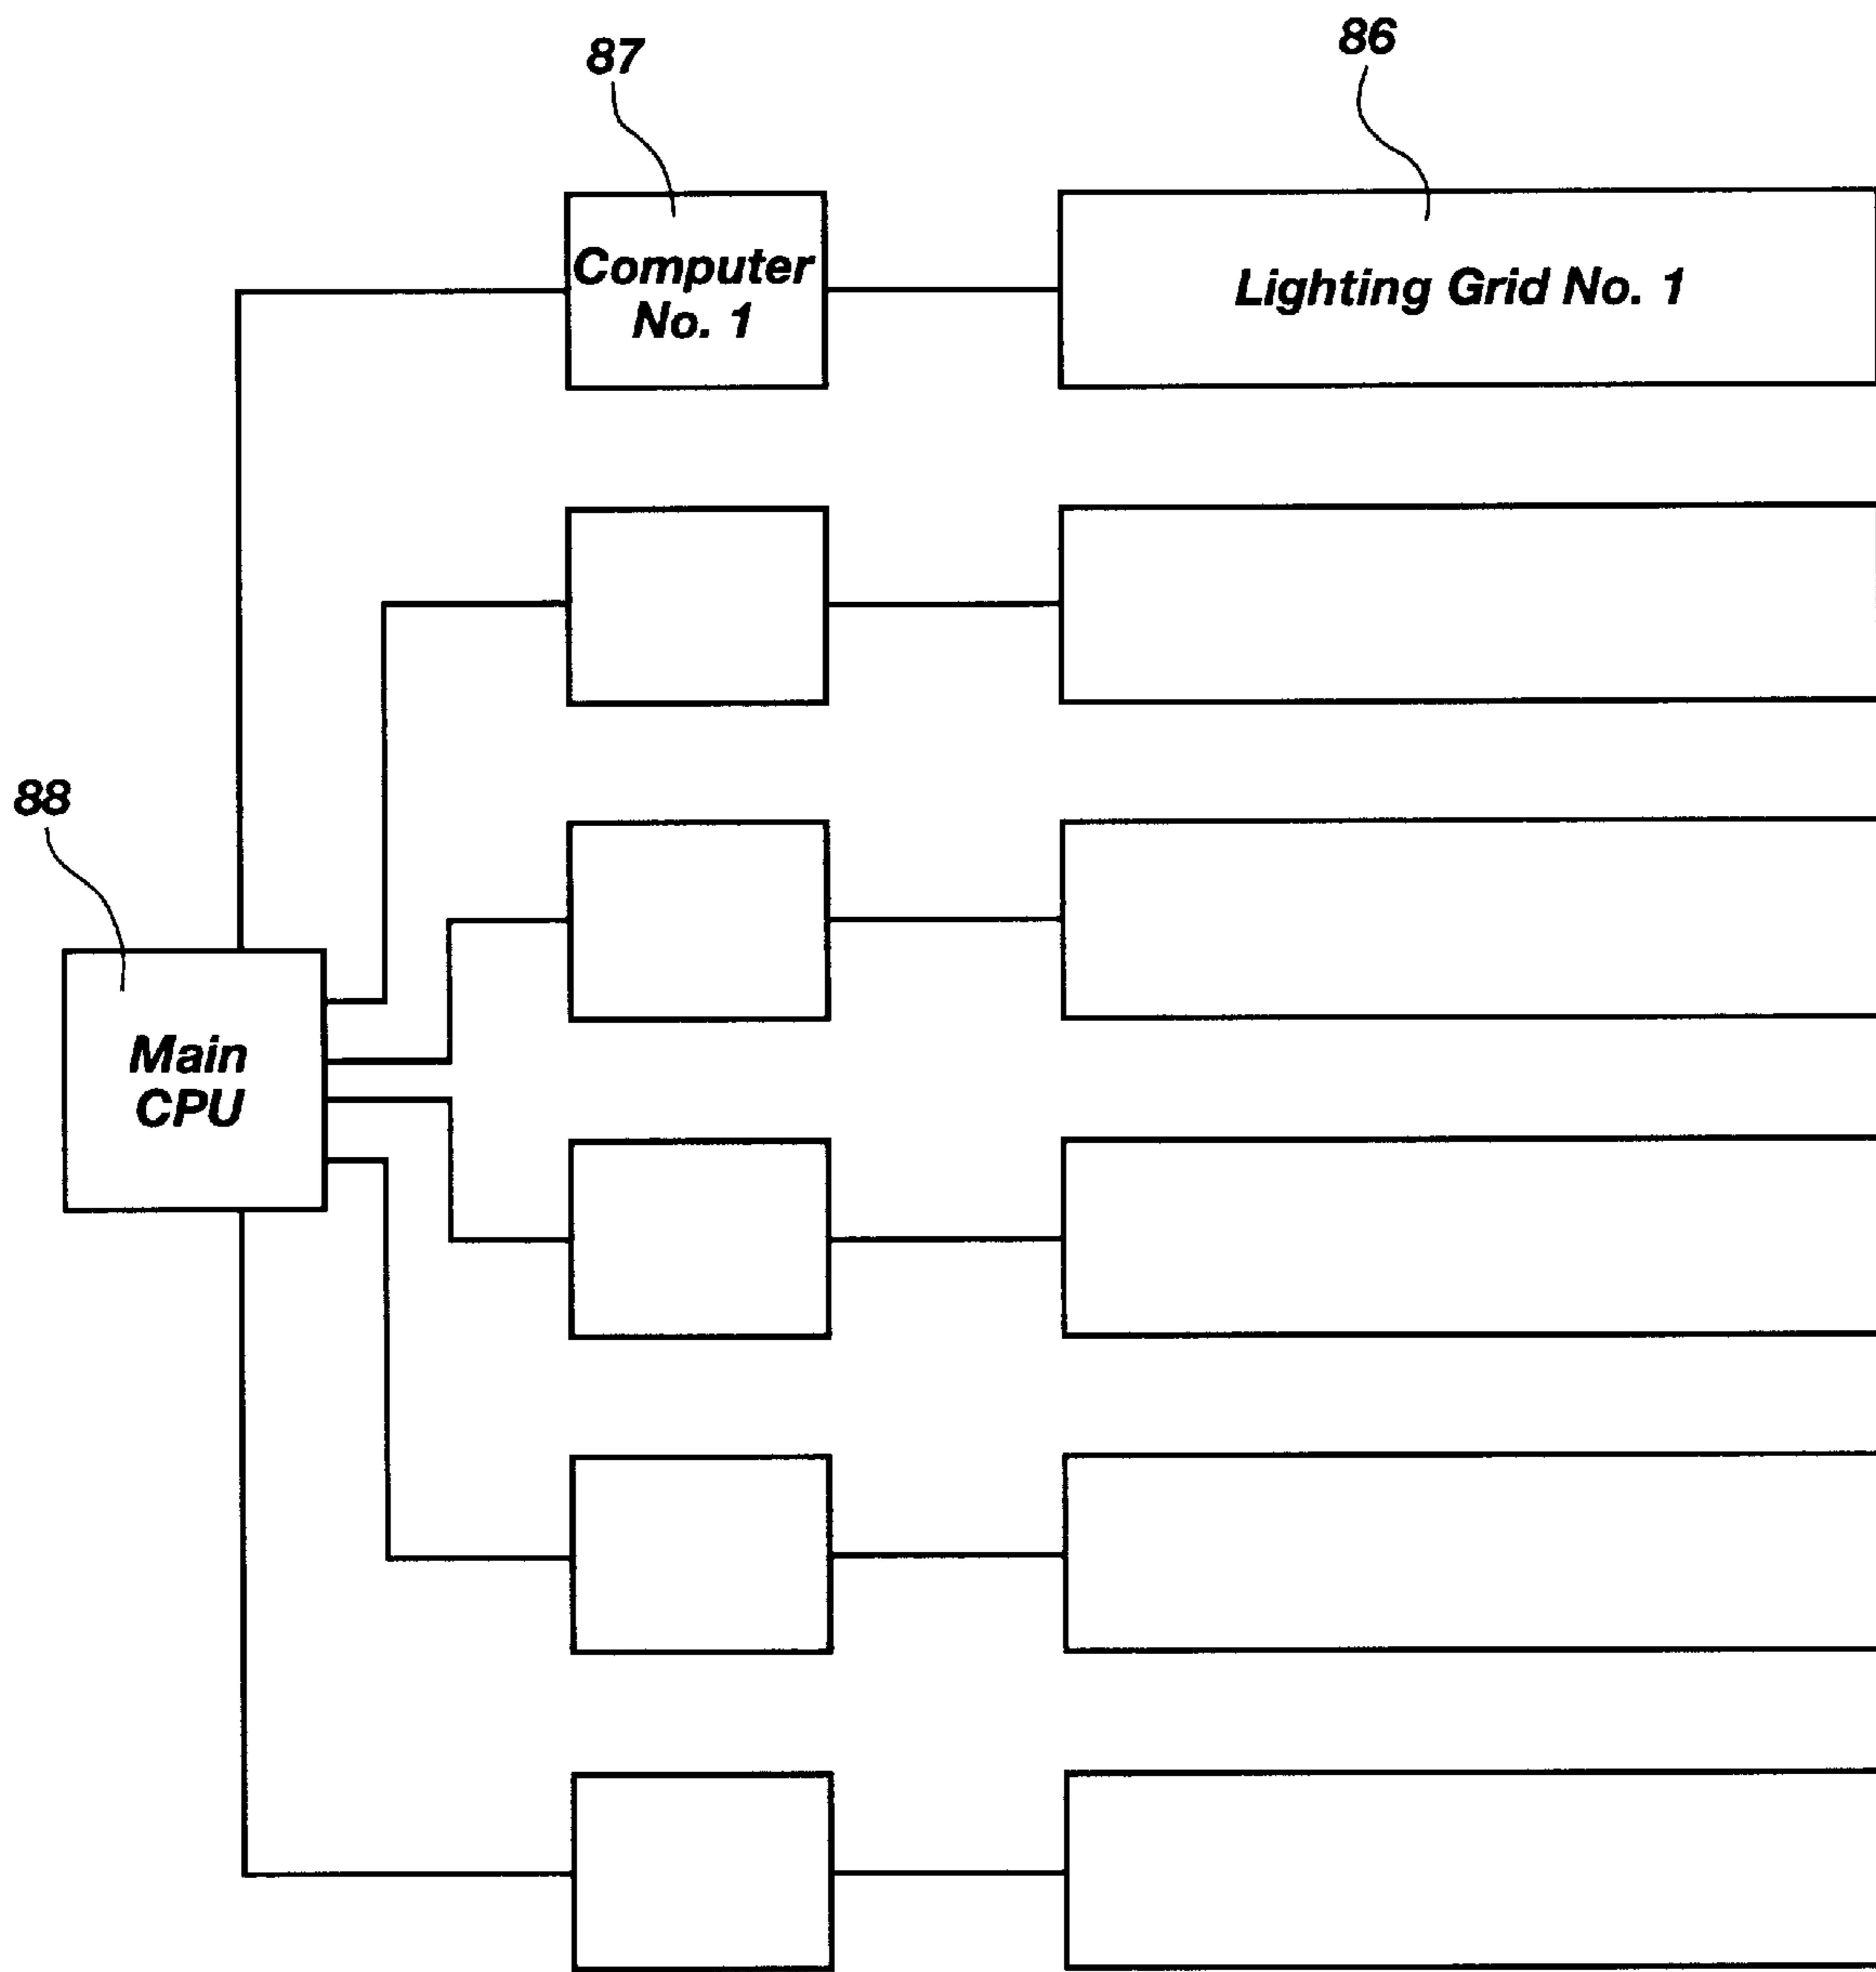 87
86
Computer
No. 1
Lighting Grid No. 1
88
Main
CPU